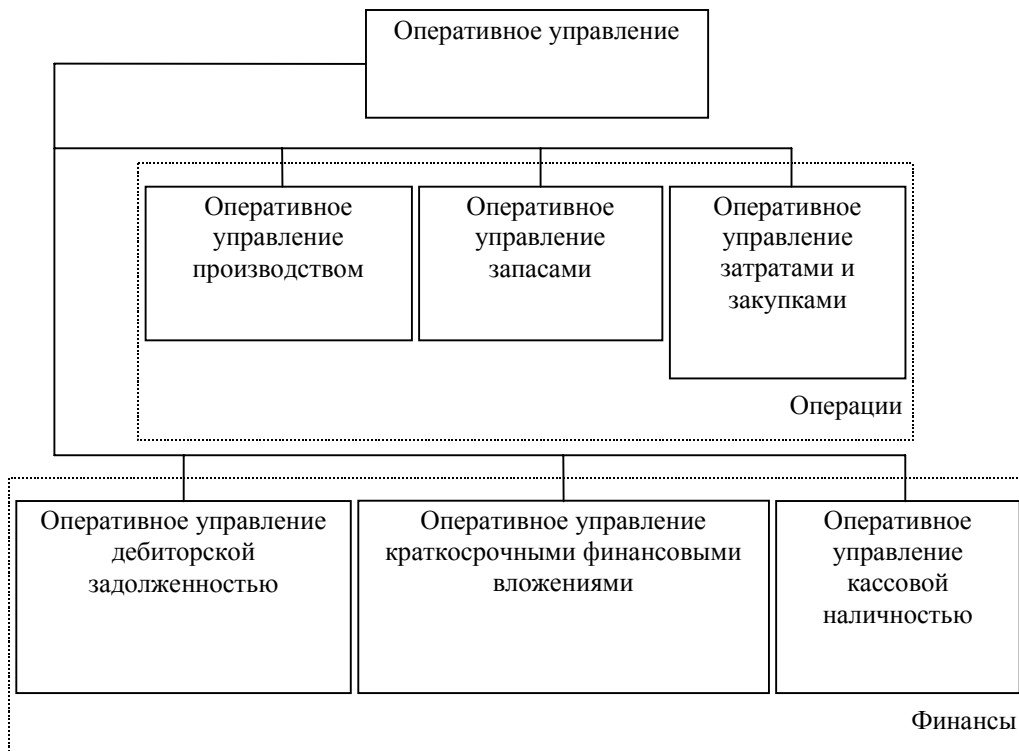 Оперативное управление
Оперативное
управление
производством
Оперативное
управление
запасами
Оперативное
управление
затратами и
закупками
Операции
Оперативное управление
дебиторской
задолженностью
Оперативное управление
краткосрочными финансовыми
вложениями
Оперативное
управление
кассовой
наличностью
Финансы